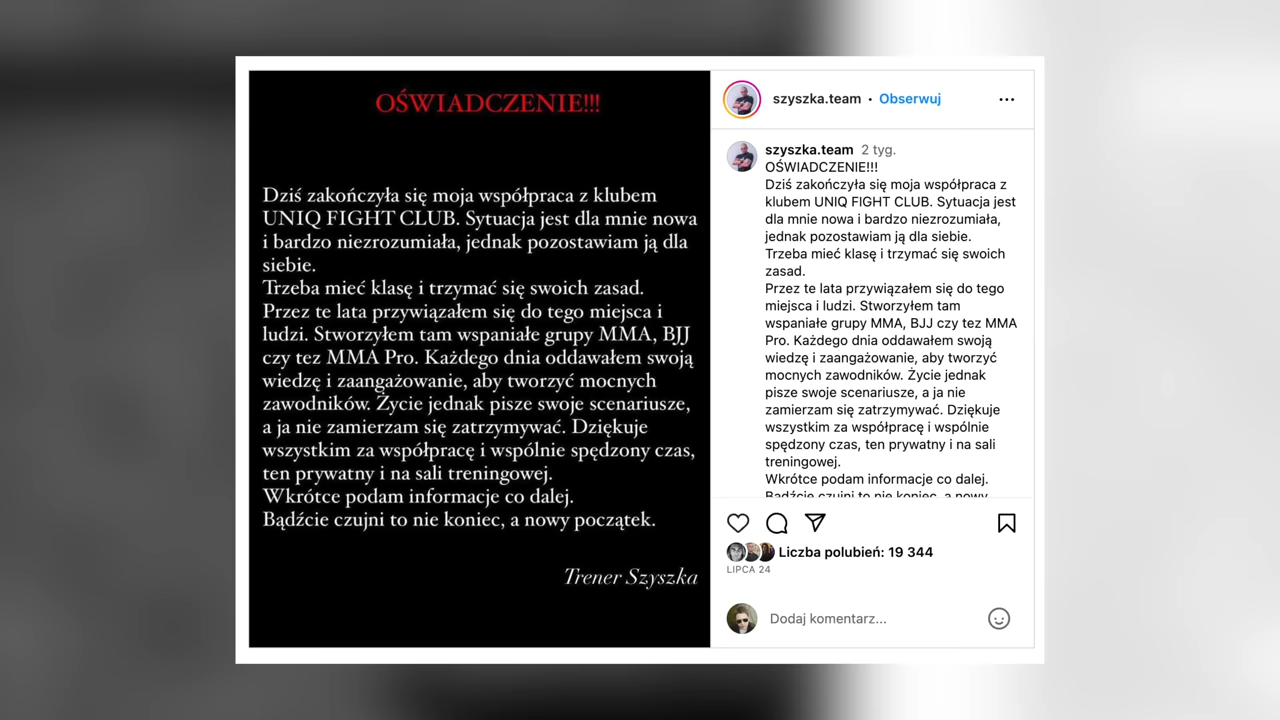 OŚWIADCZENIE!!!
Dziś zakończyła się moja współpraca z klubem
UNIQ FIGHT CLUB. Sytuacja jest dla mnie nowa
i bardzo niezrozumiała, jednak pozostawiam ją dla
siebie.
Trzeba mieć klasę i trzymać się swoich zasad.
Przez te lata przywiązałem się do tego miejsca i
ludzi. Stworzyłem tam wspaniałe grupy MMA, BJJ
czy tez MMA Pro. Każdego dnia oddawałem swoją
wiedzę i zaangażowanie, aby tworzyć mocnych
zawodników. Życie jednak pisze swoje scenariusze,
a ja nie zamierzam się zatrzymywać. Dziękuje
wszystkim za współpracę i wspólnie spędzony czas,
ten prywatny i na sali treningowej.
Wkrótce podam informacje co dalej.
Bądźcie czujni to nie koniec, a nowy początek.
Trener Szyszka
szyszka.team • Obserwuj
szyszka.team 2 tyg.
OŚWIADCZENIE!!!
Dziś zakończyła się moja współpraca z
klubem UNIQ FIGHT CLUB. Sytuacja jest
dla mnie nowa i bardzo niezrozumiała,
jednak pozostawiam ją dla siebie.
Trzeba mieć klasę i trzymać się swoich
zasad.
Przez te lata przywiązałem się do tego
miejsca i ludzi. Stworzyłem tam
wspaniałe grupy MMA, BJJ czy tez MMA
Pro. Każdego dnia oddawałem swoją
wiedzę i zaangażowanie, aby tworzyć
mocnych zawodników. Życie jednak
pisze swoje scenariusze, a ja nie
zamierzam się zatrzymywać. Dziękuje
wszystkim za współpracę i wspólnie
spędzony czas, ten prywatny i na sali
treningowej.
Wkrótce podam informacje co dalej.
Bądźcie czujni to nie koniec, a nowy
Liczba polubień: 19 344
LIPCA 24
Dodaj komentarz...